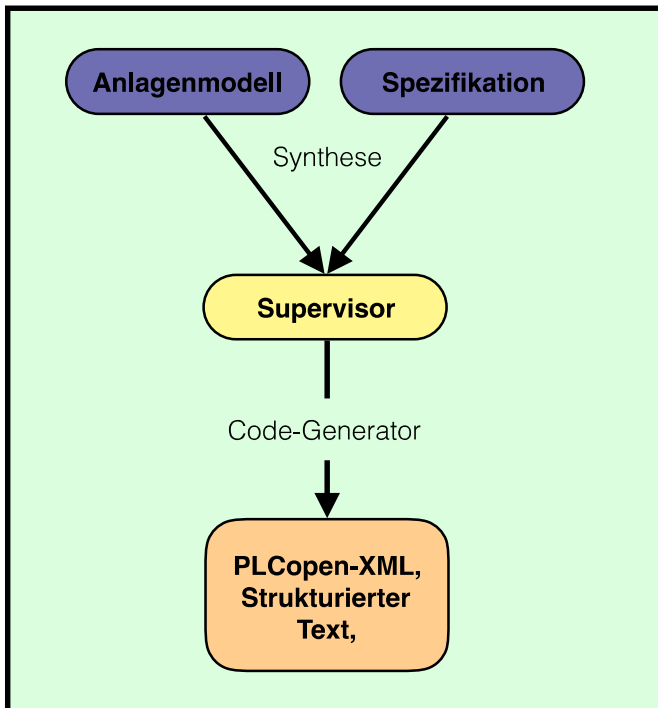 Anlagenmodell
Spezifikation
Synthese
Supervisor
Code-Generator
PLCopen-XML,
Strukturierter
Text,